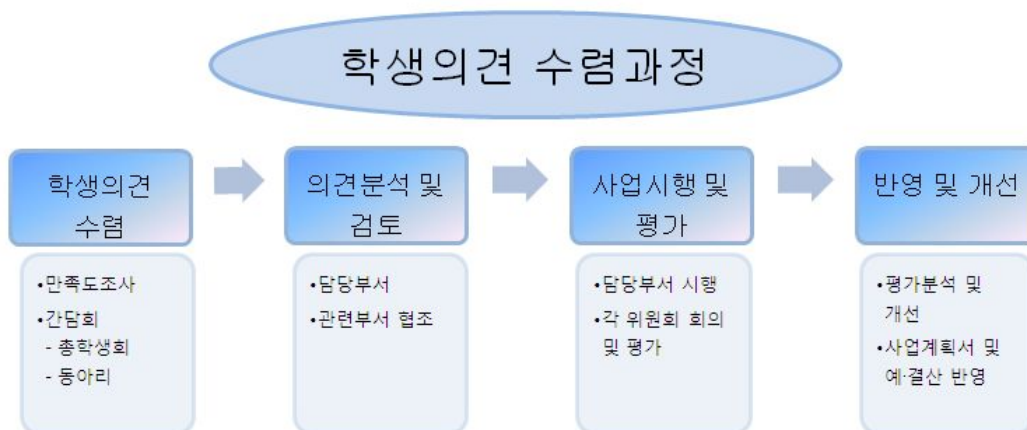 학생의견 수렴과정
학생의견
수렴
•만족도조사
•간담회
- 총학생회
- 동아리
의견분석 및
검토
•담당부서
•관련부서 협조
사업시행 및
평가
•담당부서 시행
•각 위원회 회의
및 평가
반영 및 개선
•평가분석 및
개선
•사업계획서 및
예·결산 반영